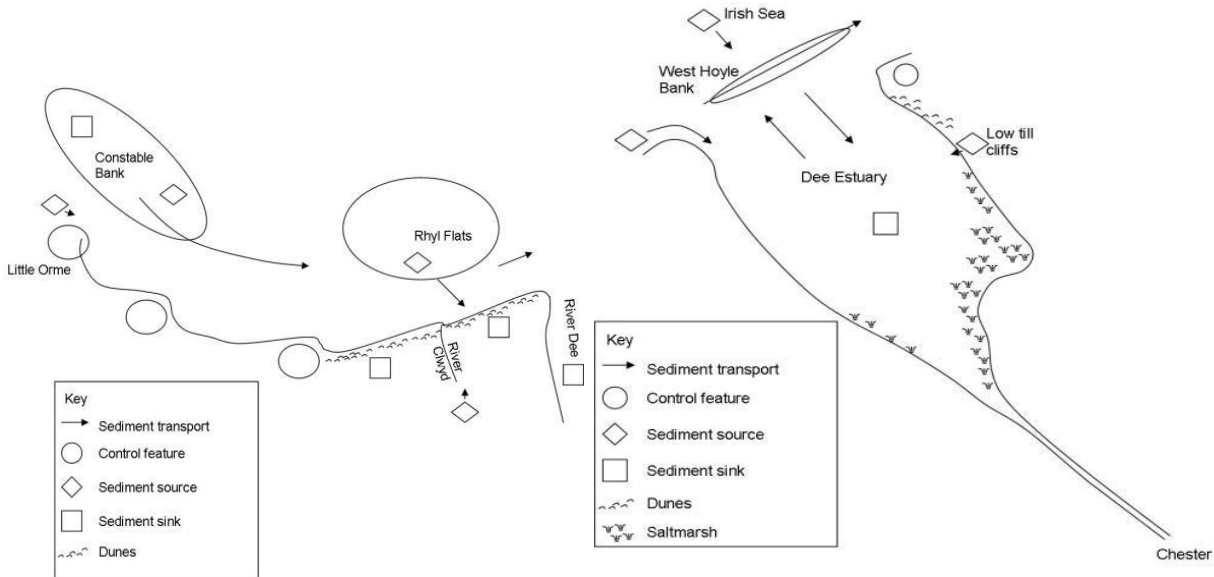 Constable
Bank
Little Orme
Rhyl Flats
River Dee
River
Clwyd
Key
Sediment transport
Control feature
Sediment source
Sediment sink
Dunes
Irish Sea
West Hoyle
Bank
Low till
cliffs
Dee Estuary
Key
Sediment transport
Control feature
Sediment source
Sediment sink
Dunes
Saltmarsh
Chester